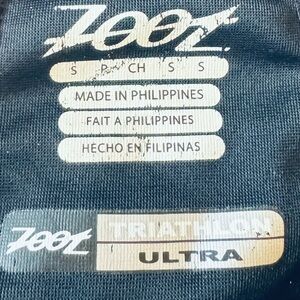 ZOOT
S P CH S S
MADE IN PHILIPPINES
FAIT A PHILIPPINES
HECHO EN FILIPINAS
ZOOT TRIATHLON
ULTRA